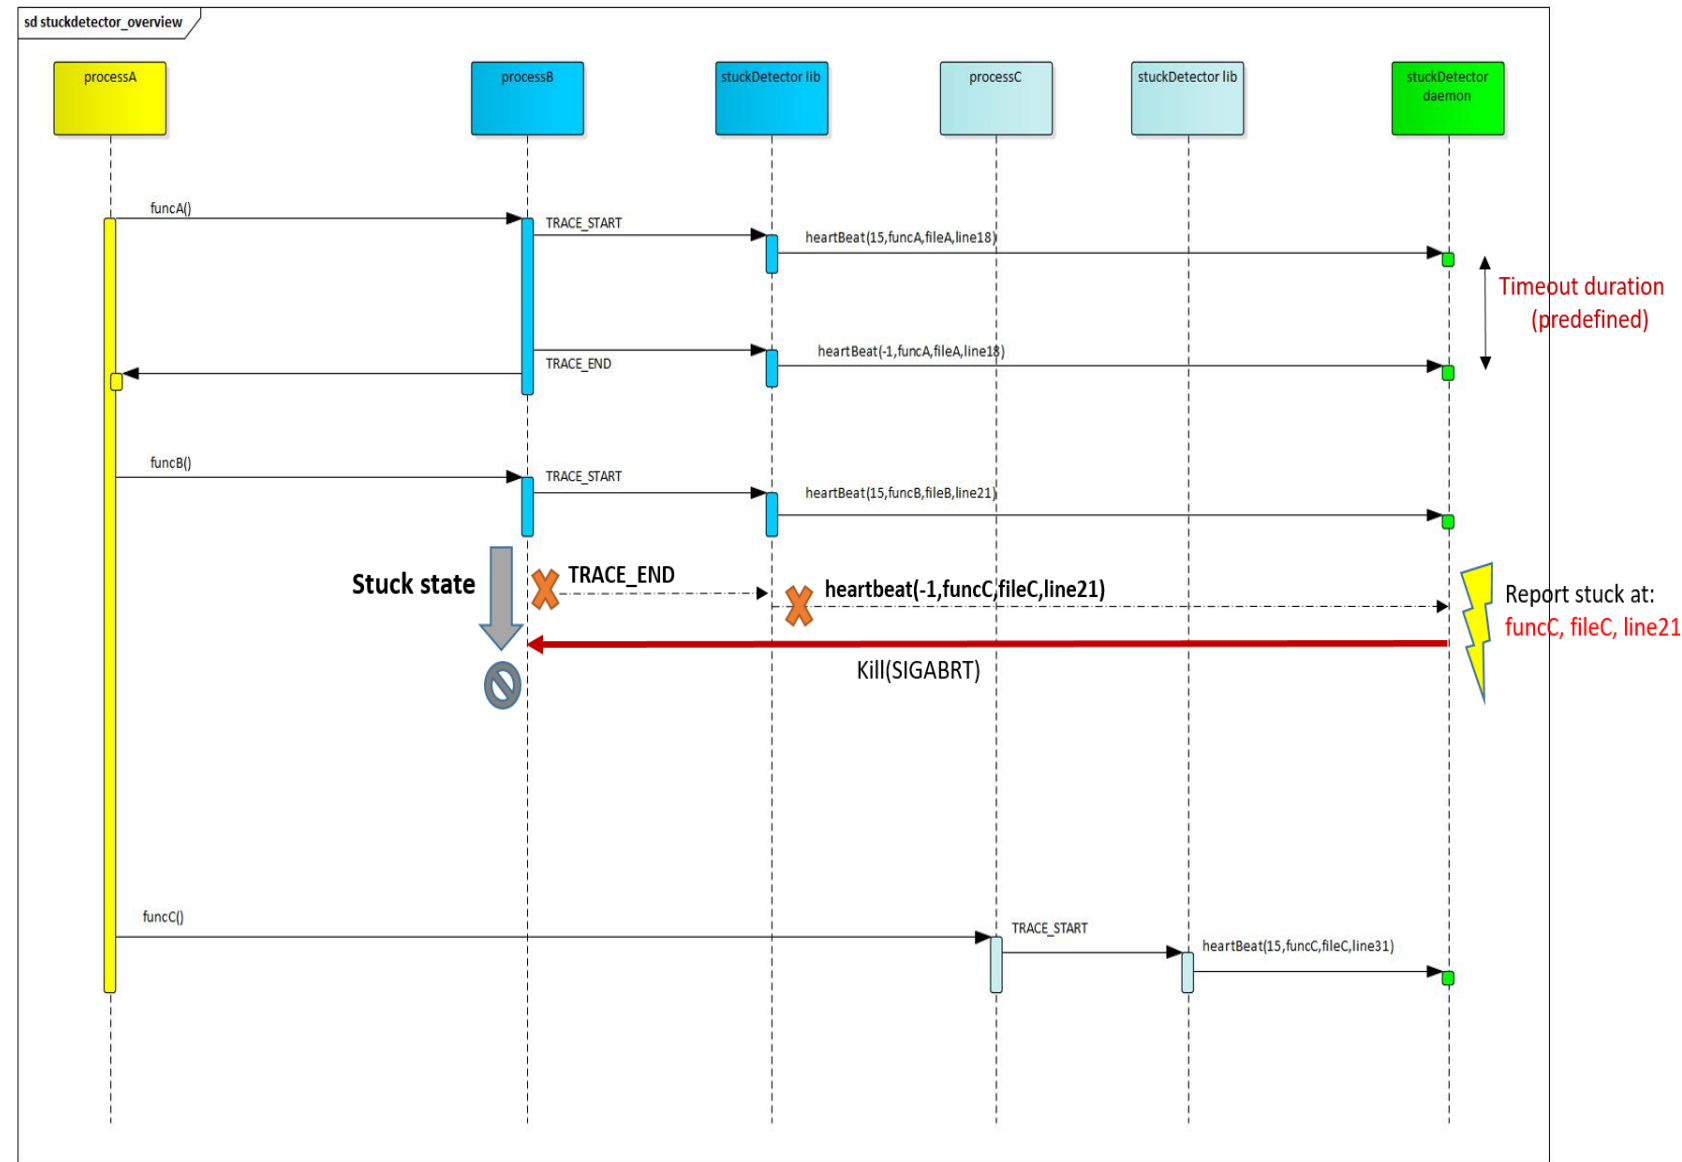 sd stuckdetector_overview
processA
processB
stuckDetector lib
processC
stuckDetector lib
stuckDetector
daemon
funcA()
TRACE_START
heartBeat(15,funcA,fileA,line18)
Timeout duration
(predefined)
heartBeat(-1,funcA,fileA,line18)
TRACE_END
funcB()
TRACE_START
heartBeat(15,funcB,fileB,line21)
Stuck state
TRACE_END
heartbeat(-1,funcC,fileC,line21)
Report stuck at:
funcC, fileC, line21
Kill(SIGABRT)
funcC()
TRACE_START
heartBeat(15,funcC,fileC,line31)